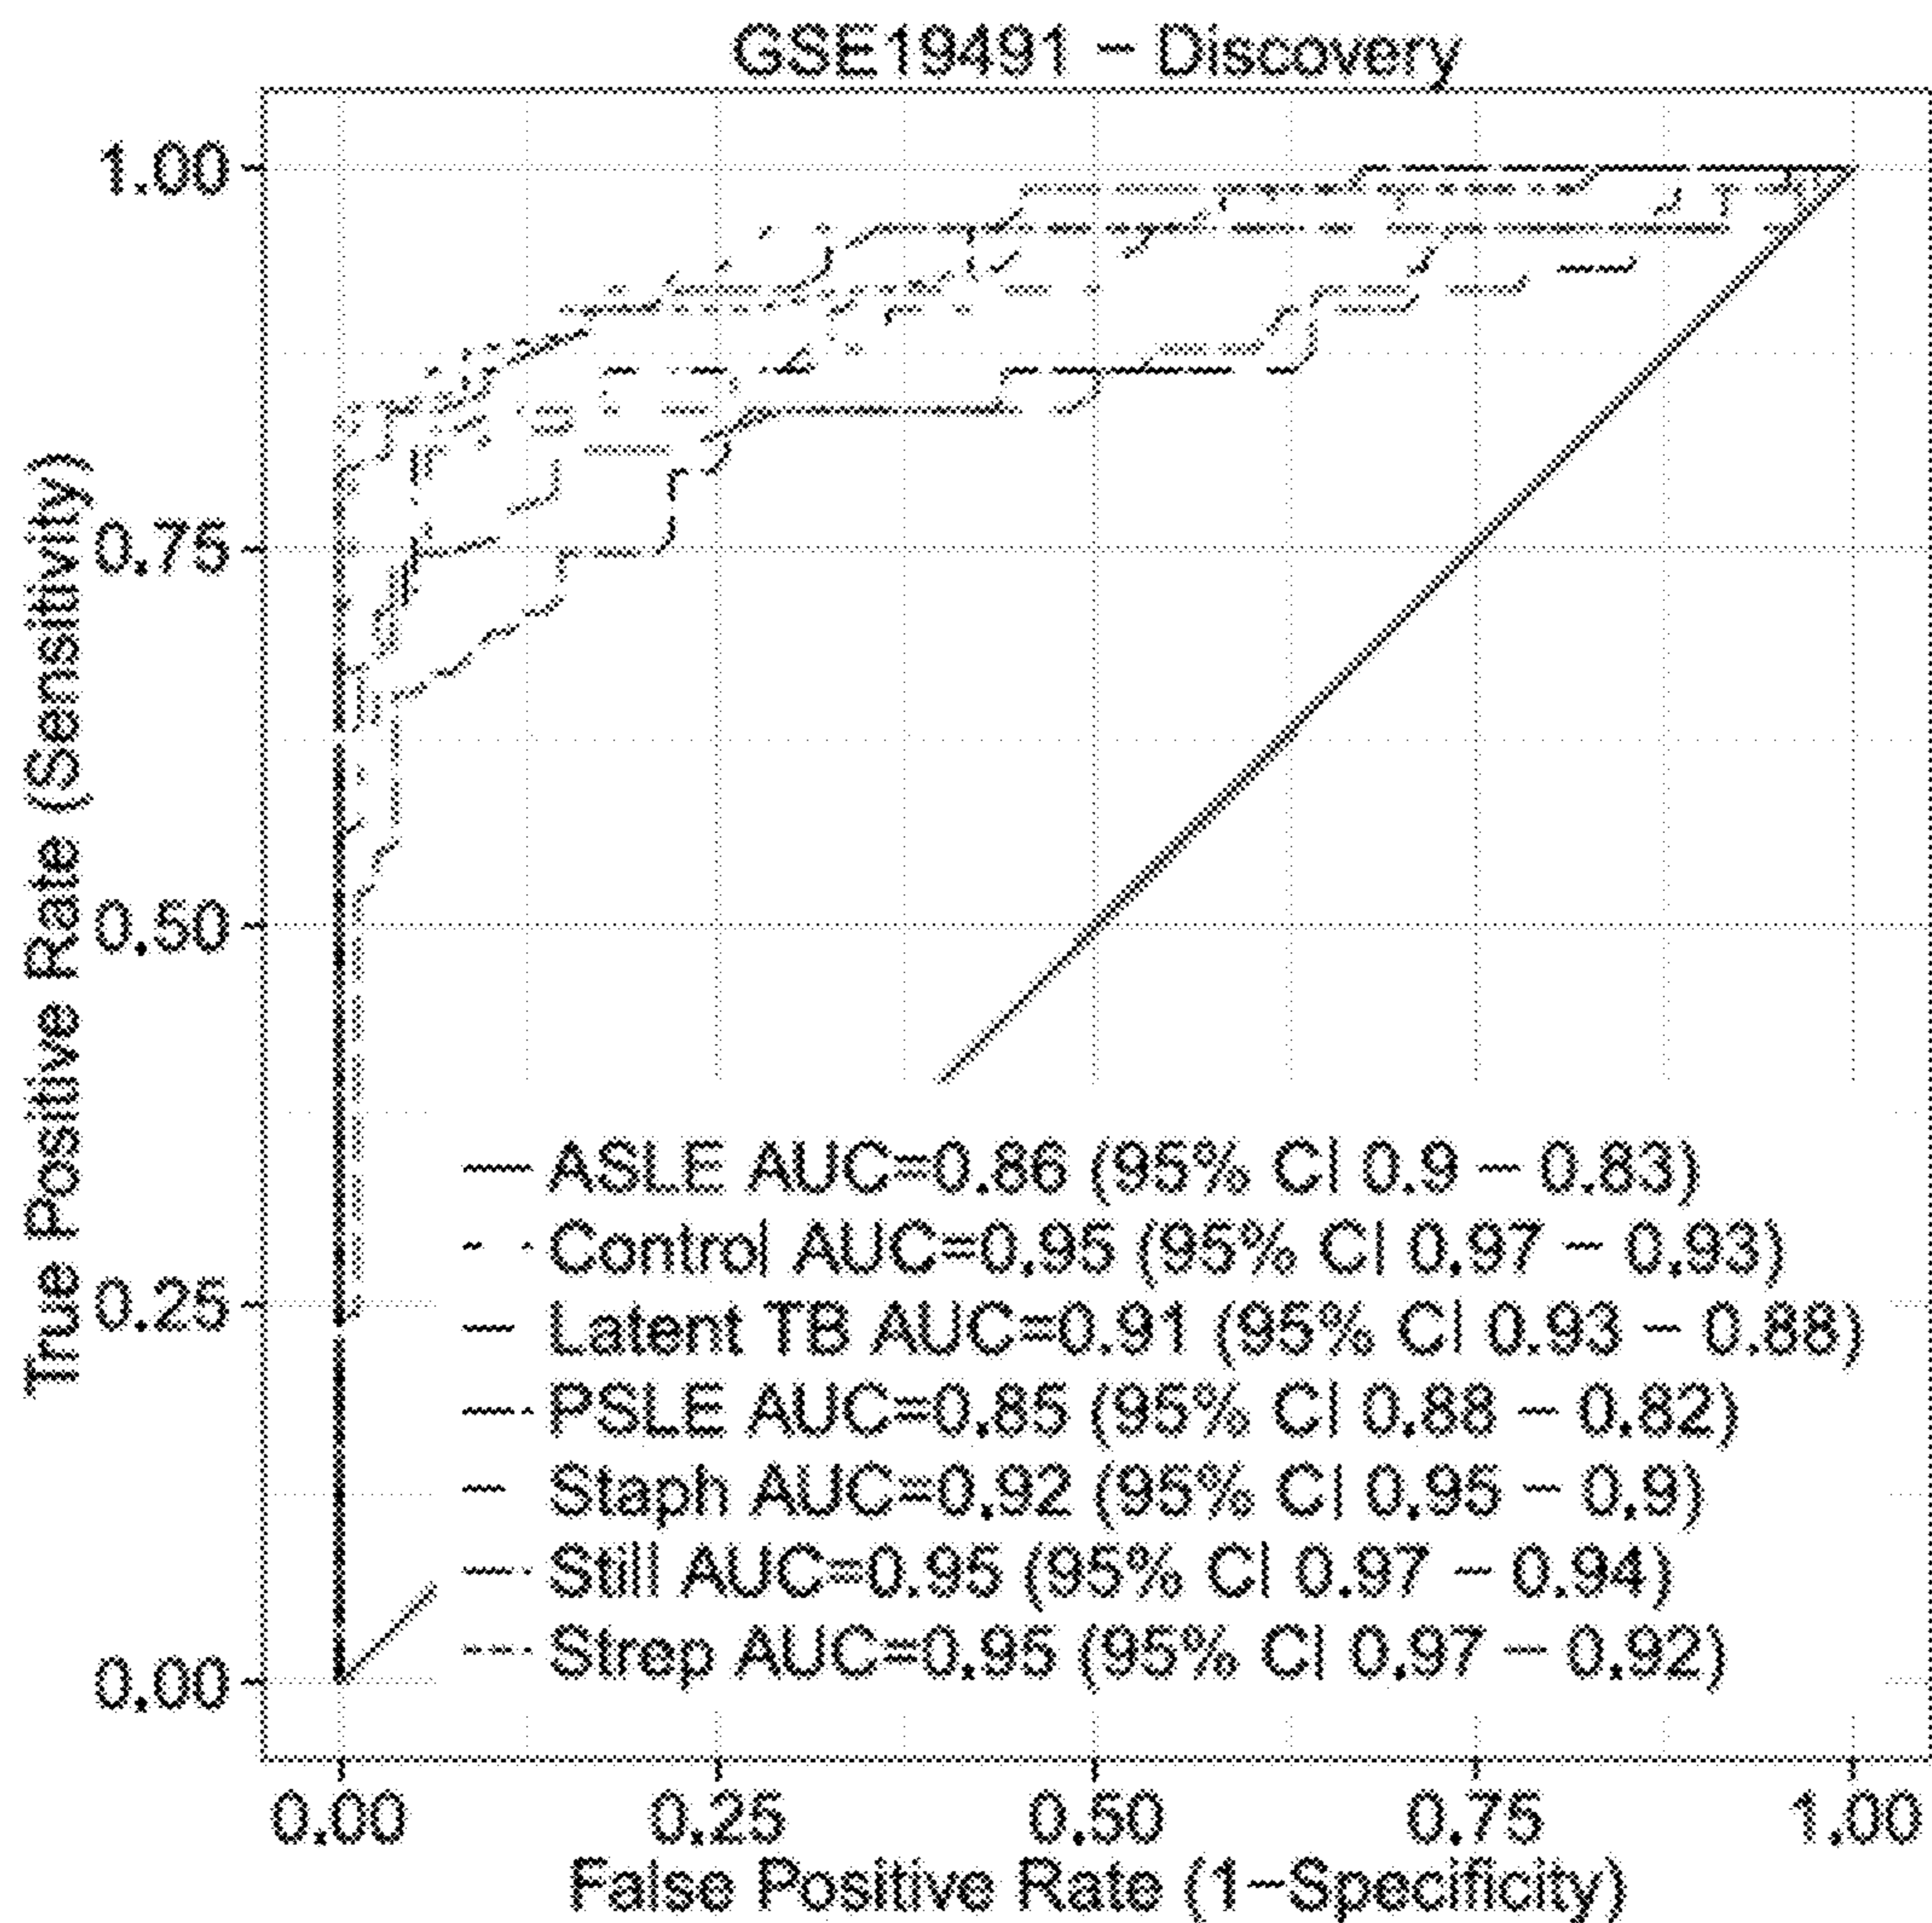 GSE19491 – Discovery
True Positive Rate (Sensitivity)
1.00
0.75
0.50
0.25
0.00
ASLE AUC=0.86 (95% CI 0.9 – 0.83)
Control AUC=0.95 (95% CI 0.97 – 0.93)
Latent TB AUC=0.91 (95% CI 0.93 – 0.88)
PSLE AUC=0.85 (95% CI 0.88 – 0.82)
Staph AUC=0.92 (95% CI 0.95 – 0.9)
Still AUC=0.95 (95% CI 0.97 – 0.94)
Strep AUC=0.95 (95% CI 0.97 – 0.92)
0.00 0.25 0.50 0.75 1.00
False Positive Rate (1–Specificity)